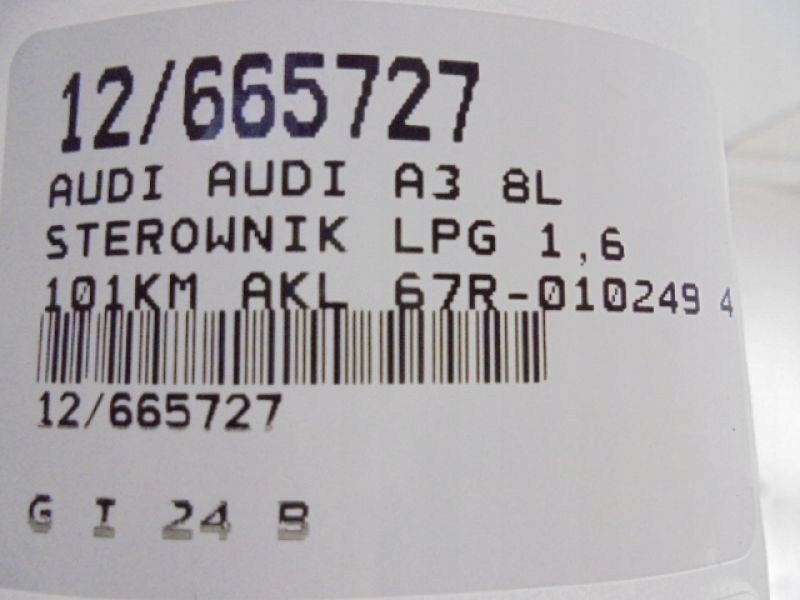 12/665727
AUDI AUDI A3 8L
STEROWNIK LPG 1,6
101KM AKL 67R-010249 4
12/665727
G I 24 B